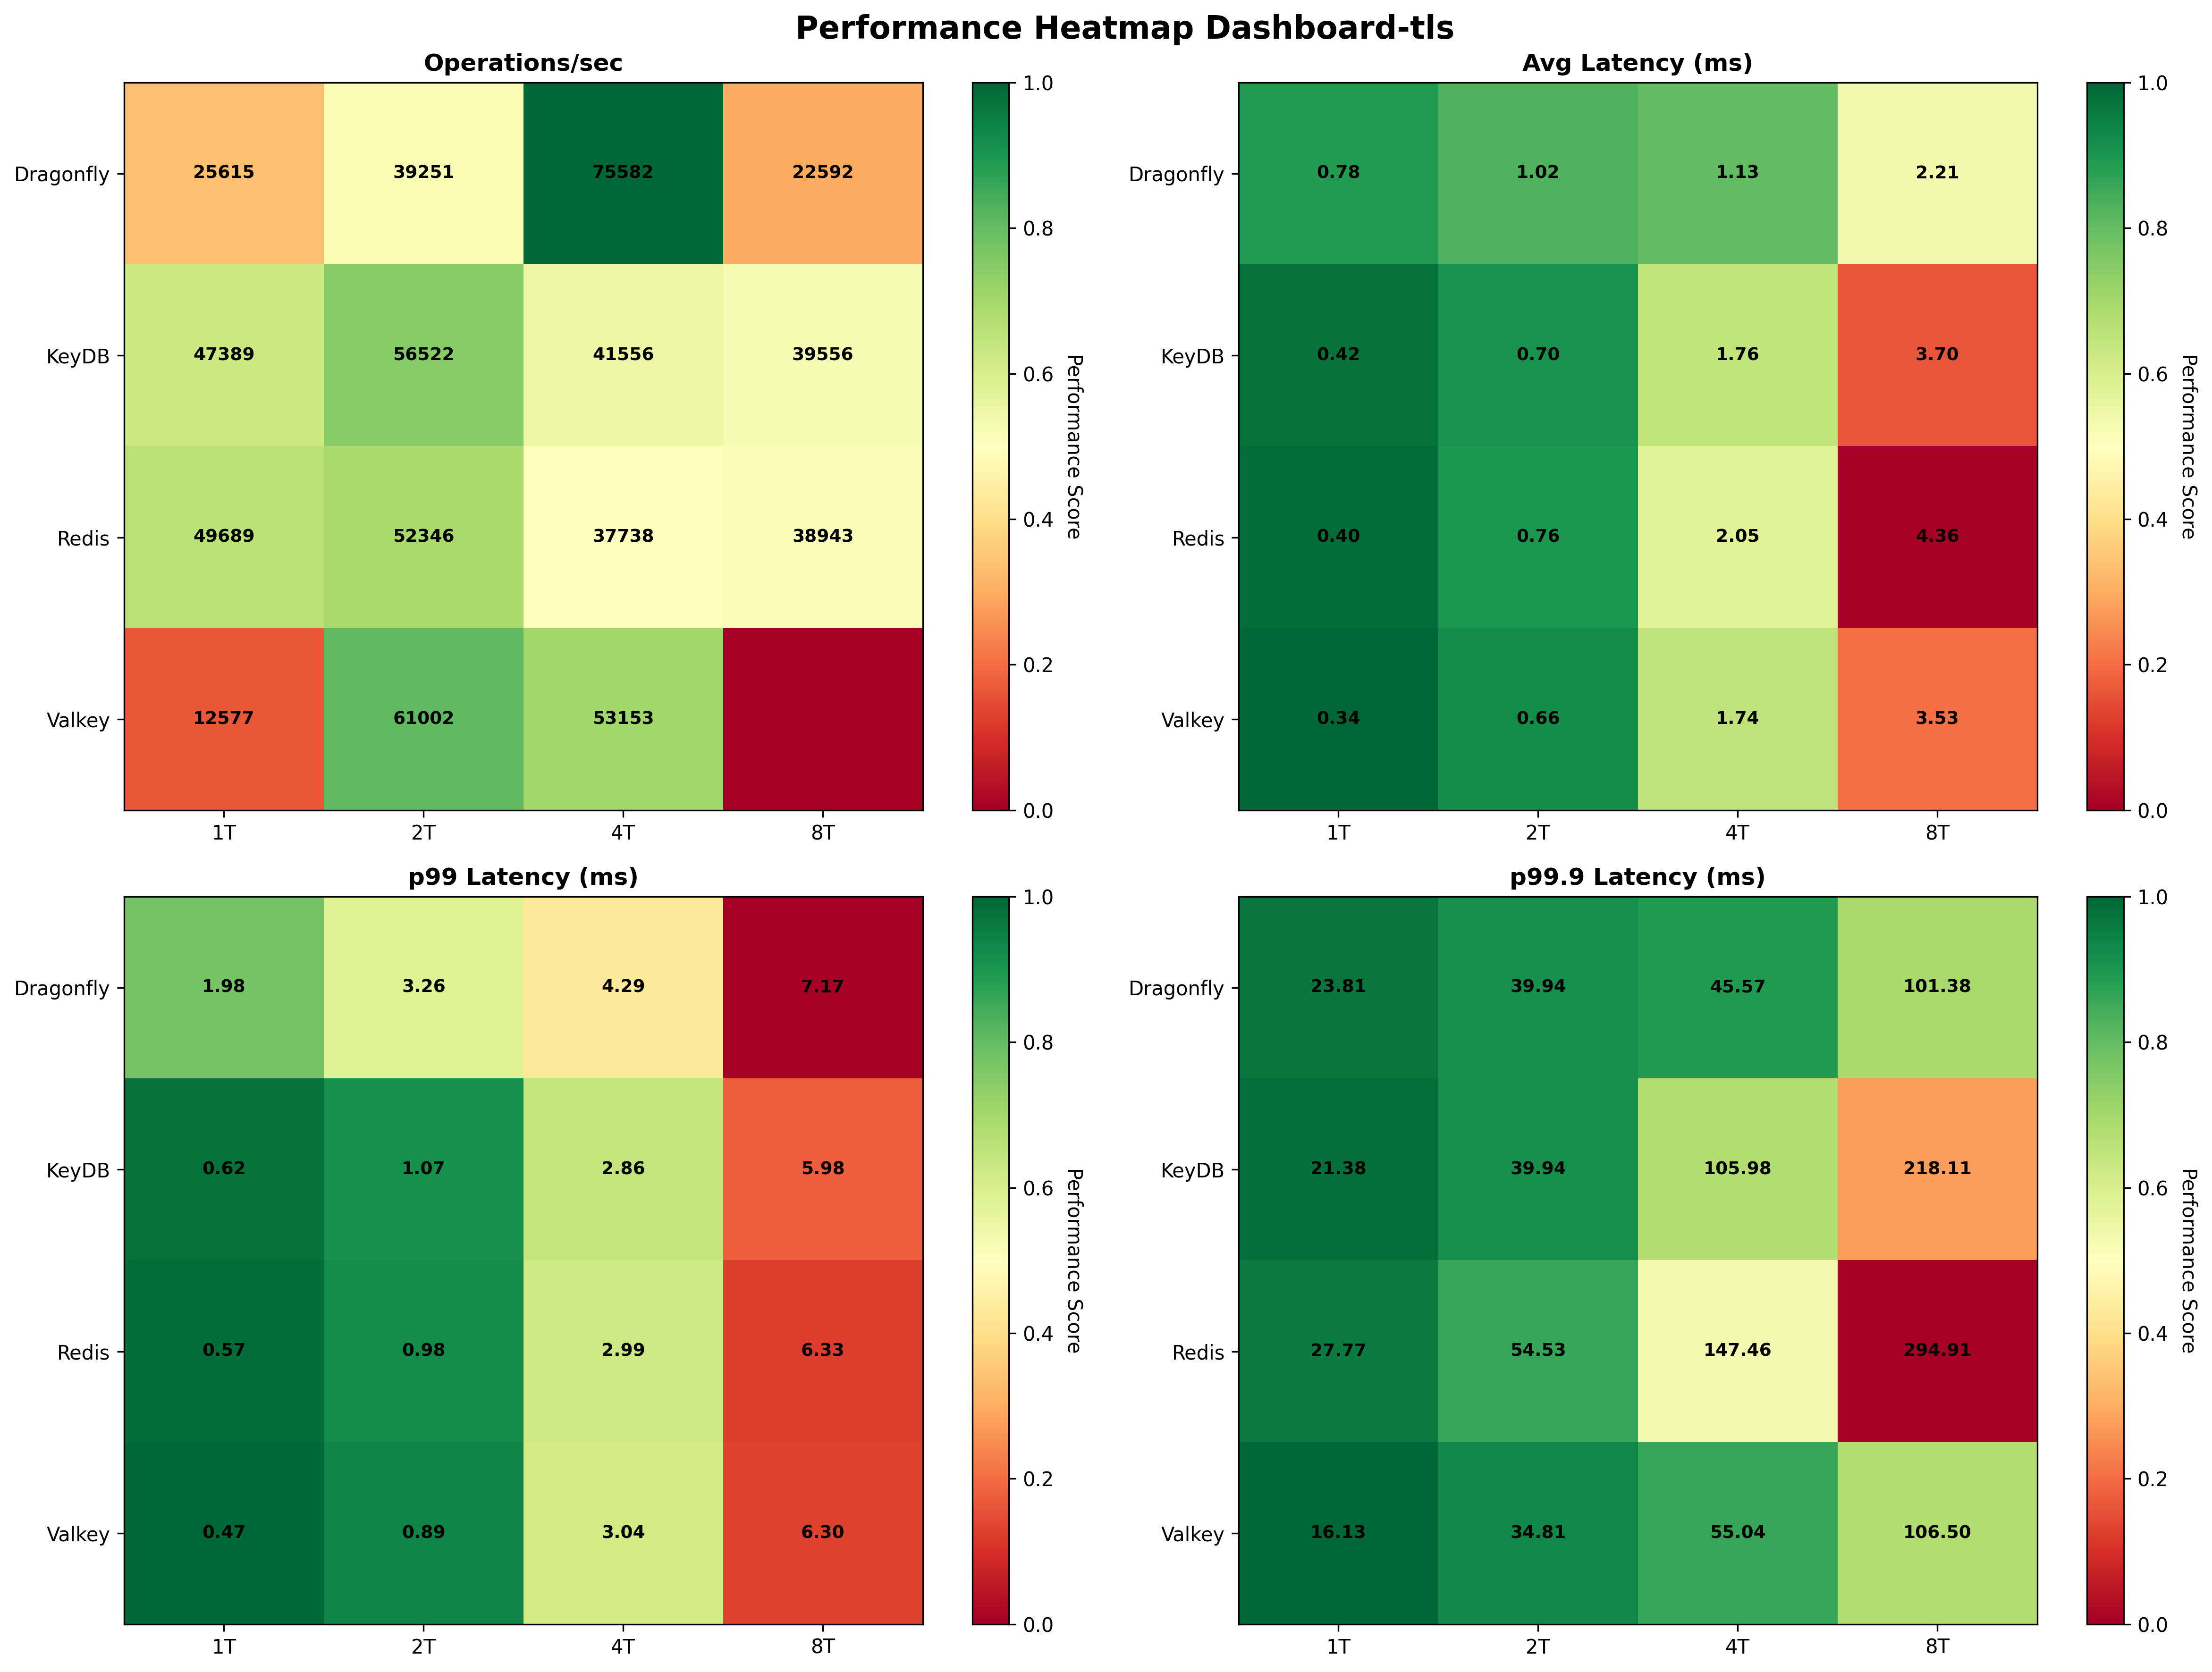 Performance Heatmap Dashboard-tls
Operations/sec
Dragonfly 25615 39251 75582 22592
KeyDB 47389 56522 41556 39556
Redis 49689 52346 37738 38943
Valkey 12577 61002 53153
1T 2T 4T 8T
1.0
0.8
0.6
0.4
0.2
0.0
Performance Score
Avg Latency (ms)
Dragonfly 0.78 1.02 1.13 2.21
KeyDB 0.42 0.70 1.76 3.70
Redis 0.40 0.76 2.05 4.36
Valkey 0.34 0.66 1.74 3.53
1T 2T 4T 8T
1.0
0.8
0.6
0.4
0.2
0.0
Performance Score
p99 Latency (ms)
Dragonfly 1.98 3.26 4.29 7.17
KeyDB 0.62 1.07 2.86 5.98
Redis 0.57 0.98 2.99 6.33
Valkey 0.47 0.89 3.04 6.30
1T 2T 4T 8T
1.0
0.8
0.6
0.4
0.2
0.0
Performance Score
p99.9 Latency (ms)
Dragonfly 23.81 39.94 45.57 101.38
KeyDB 21.38 39.94 105.98 218.11
Redis 27.77 54.53 147.46 294.91
Valkey 16.13 34.81 55.04 106.50
1T 2T 4T 8T
1.0
0.8
0.6
0.4
0.2
0.0
Performance Score